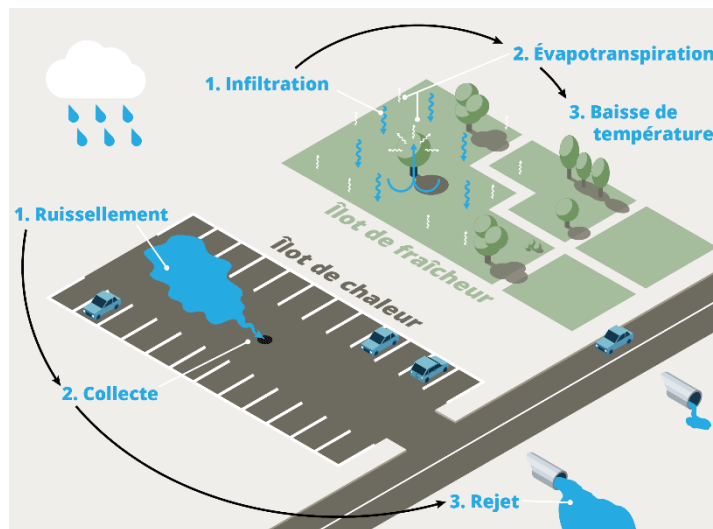 1. Infiltration
2. Évapotranspiration
3. Baisse de
température
îlot de fraîcheur
îlot de chaleur
1. Ruissellement
2. Collecte
3. Rejet